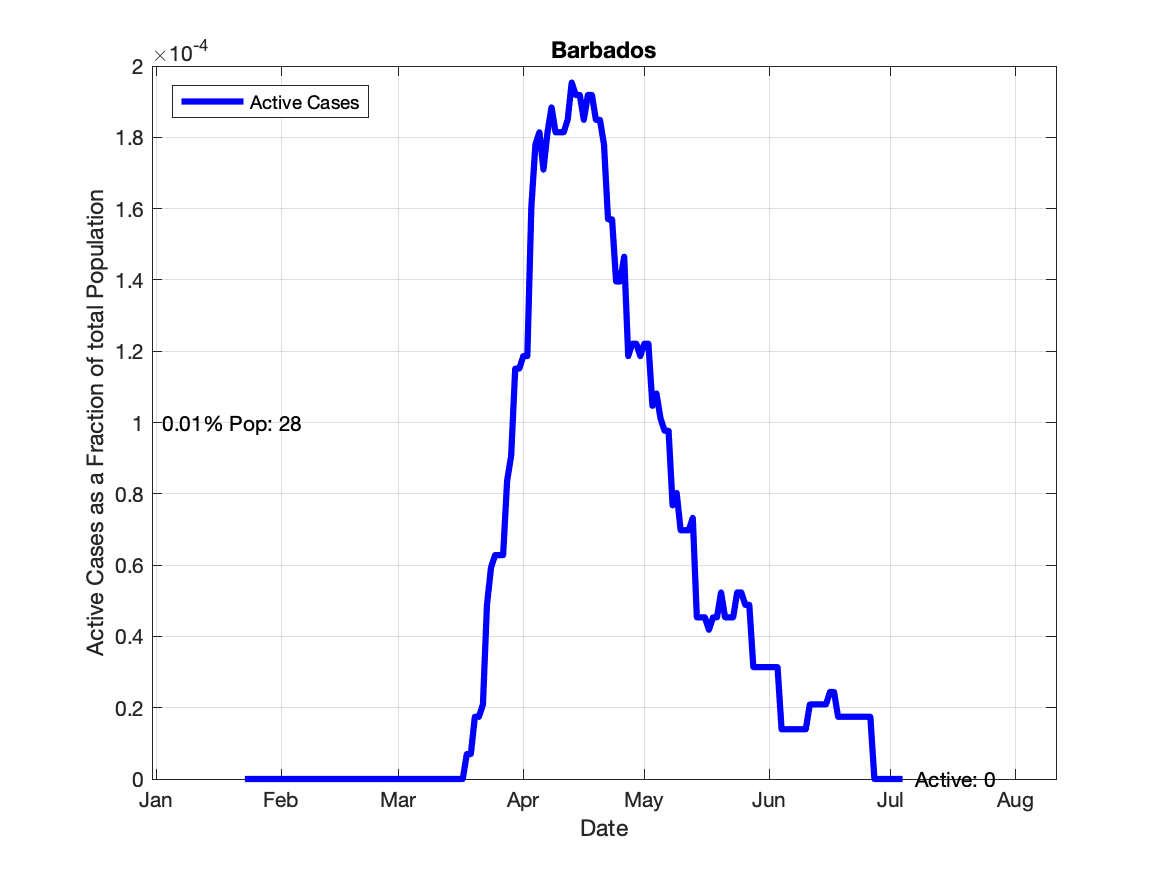 Barbados
×10-4
2
1.8
1.6
1.4
1.2
1
0.8
0.6
0.4
0.2
0
Active Cases as a Fraction of total Population
Active Cases
0.01% Pop: 28
Active: 0
Jan Feb Mar Apr May Jun Jul Aug
Date